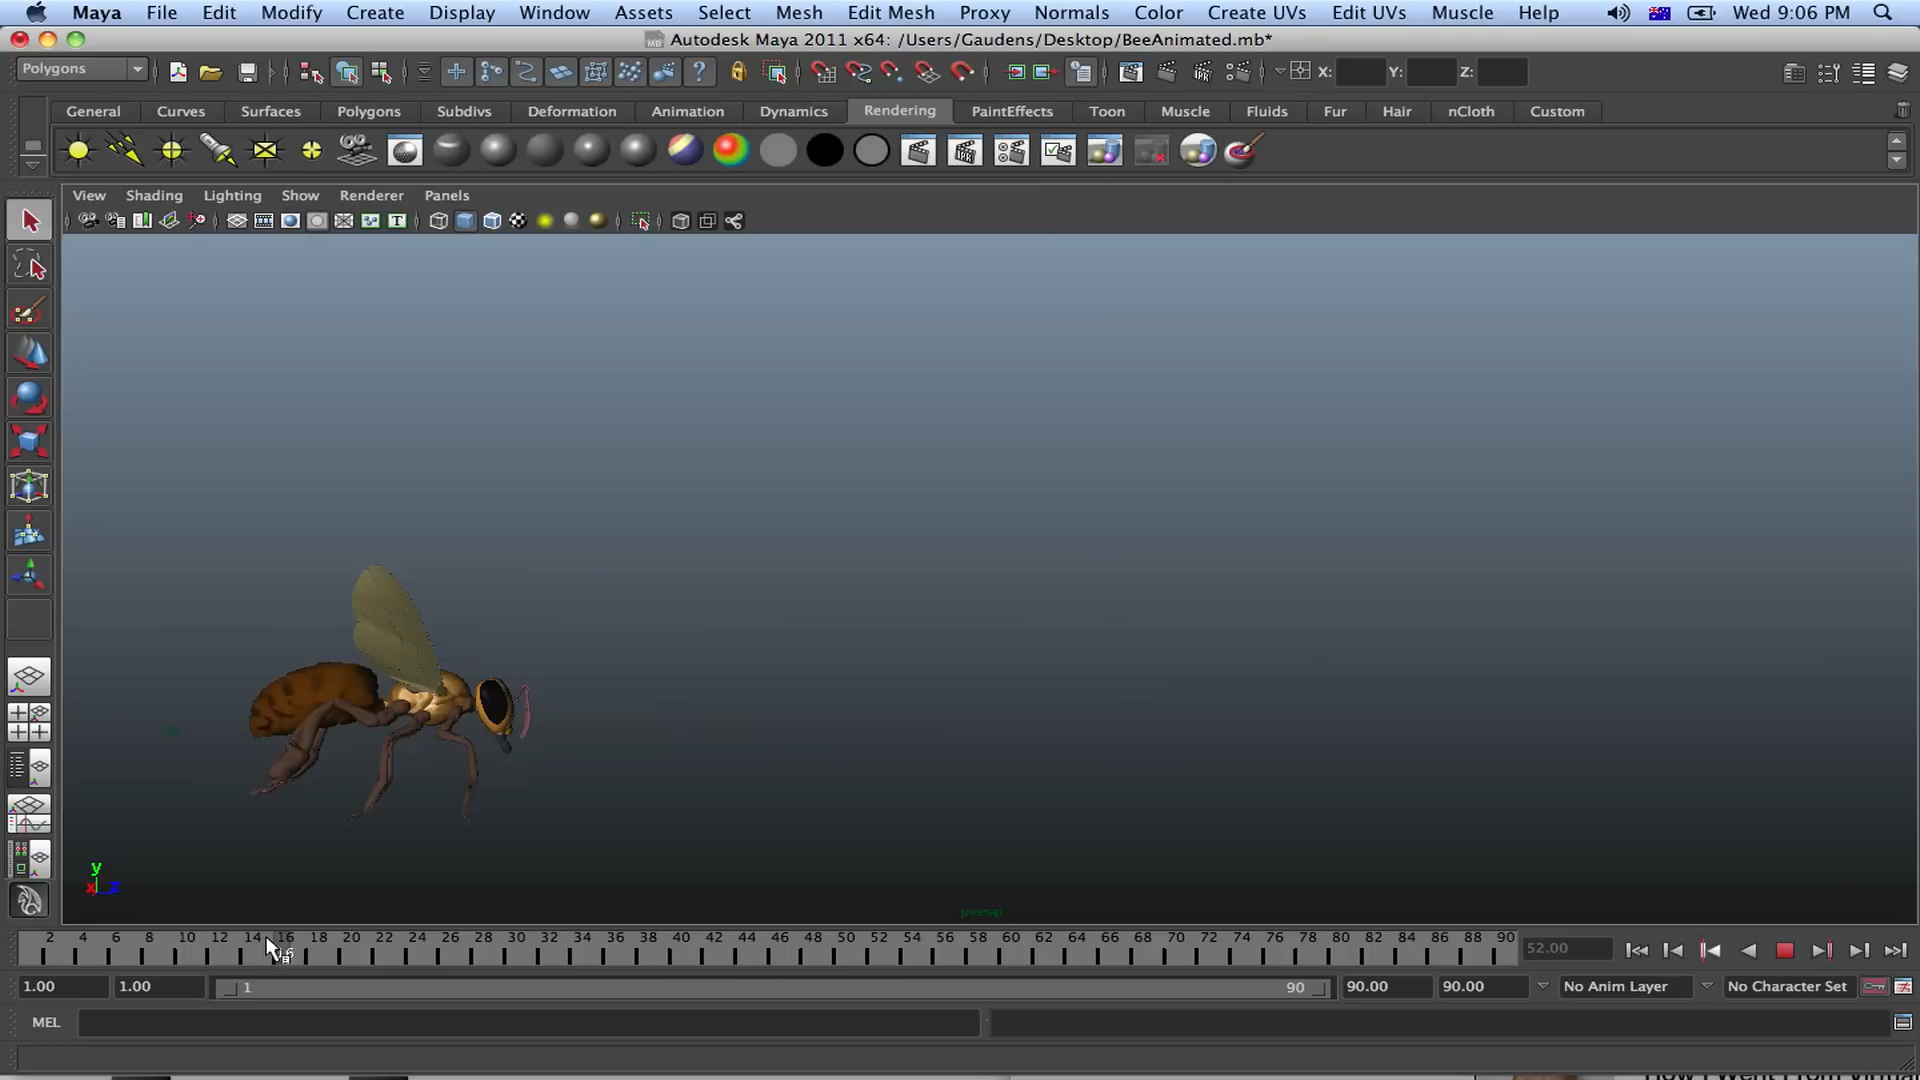 Maya File Edit Modify Create Display Window Assets Select Mesh Edit Mesh Proxy Normals Color Create UVs Edit UVs Muscle Help Wed 9:06 PM
Autodesk Maya 2011 x64: /Users/Gaudens/Desktop/BeeAnimated.mb*
Polygons X: Y: Z:
General Curves Surfaces Polygons Subdivs Deformation Animation Dynamics Rendering PaintEffects Toon Muscle Fluids Fur Hair nCloth Custom
View Shading Lighting Show Renderer Panels
y
x z
persp
2 4 6 8 10 12 14 16 18 20 22 24 26 28 30 32 34 36 38 40 42 44 46 48 50 52 54 56 58 60 62 64 66 68 70 72 74 76 78 80 82 84 86 88 90 52.00
1.00 1.00 1 90 90.00 90.00 No Anim Layer No Character Set
MEL